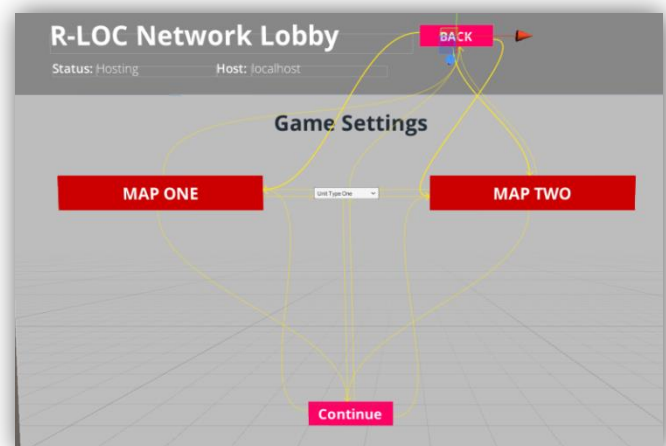 R-LOC Network Lobby
BACK
Status: Hosting Host: localhost
Game Settings
MAP ONE
Unit Type One
MAP TWO
Continue